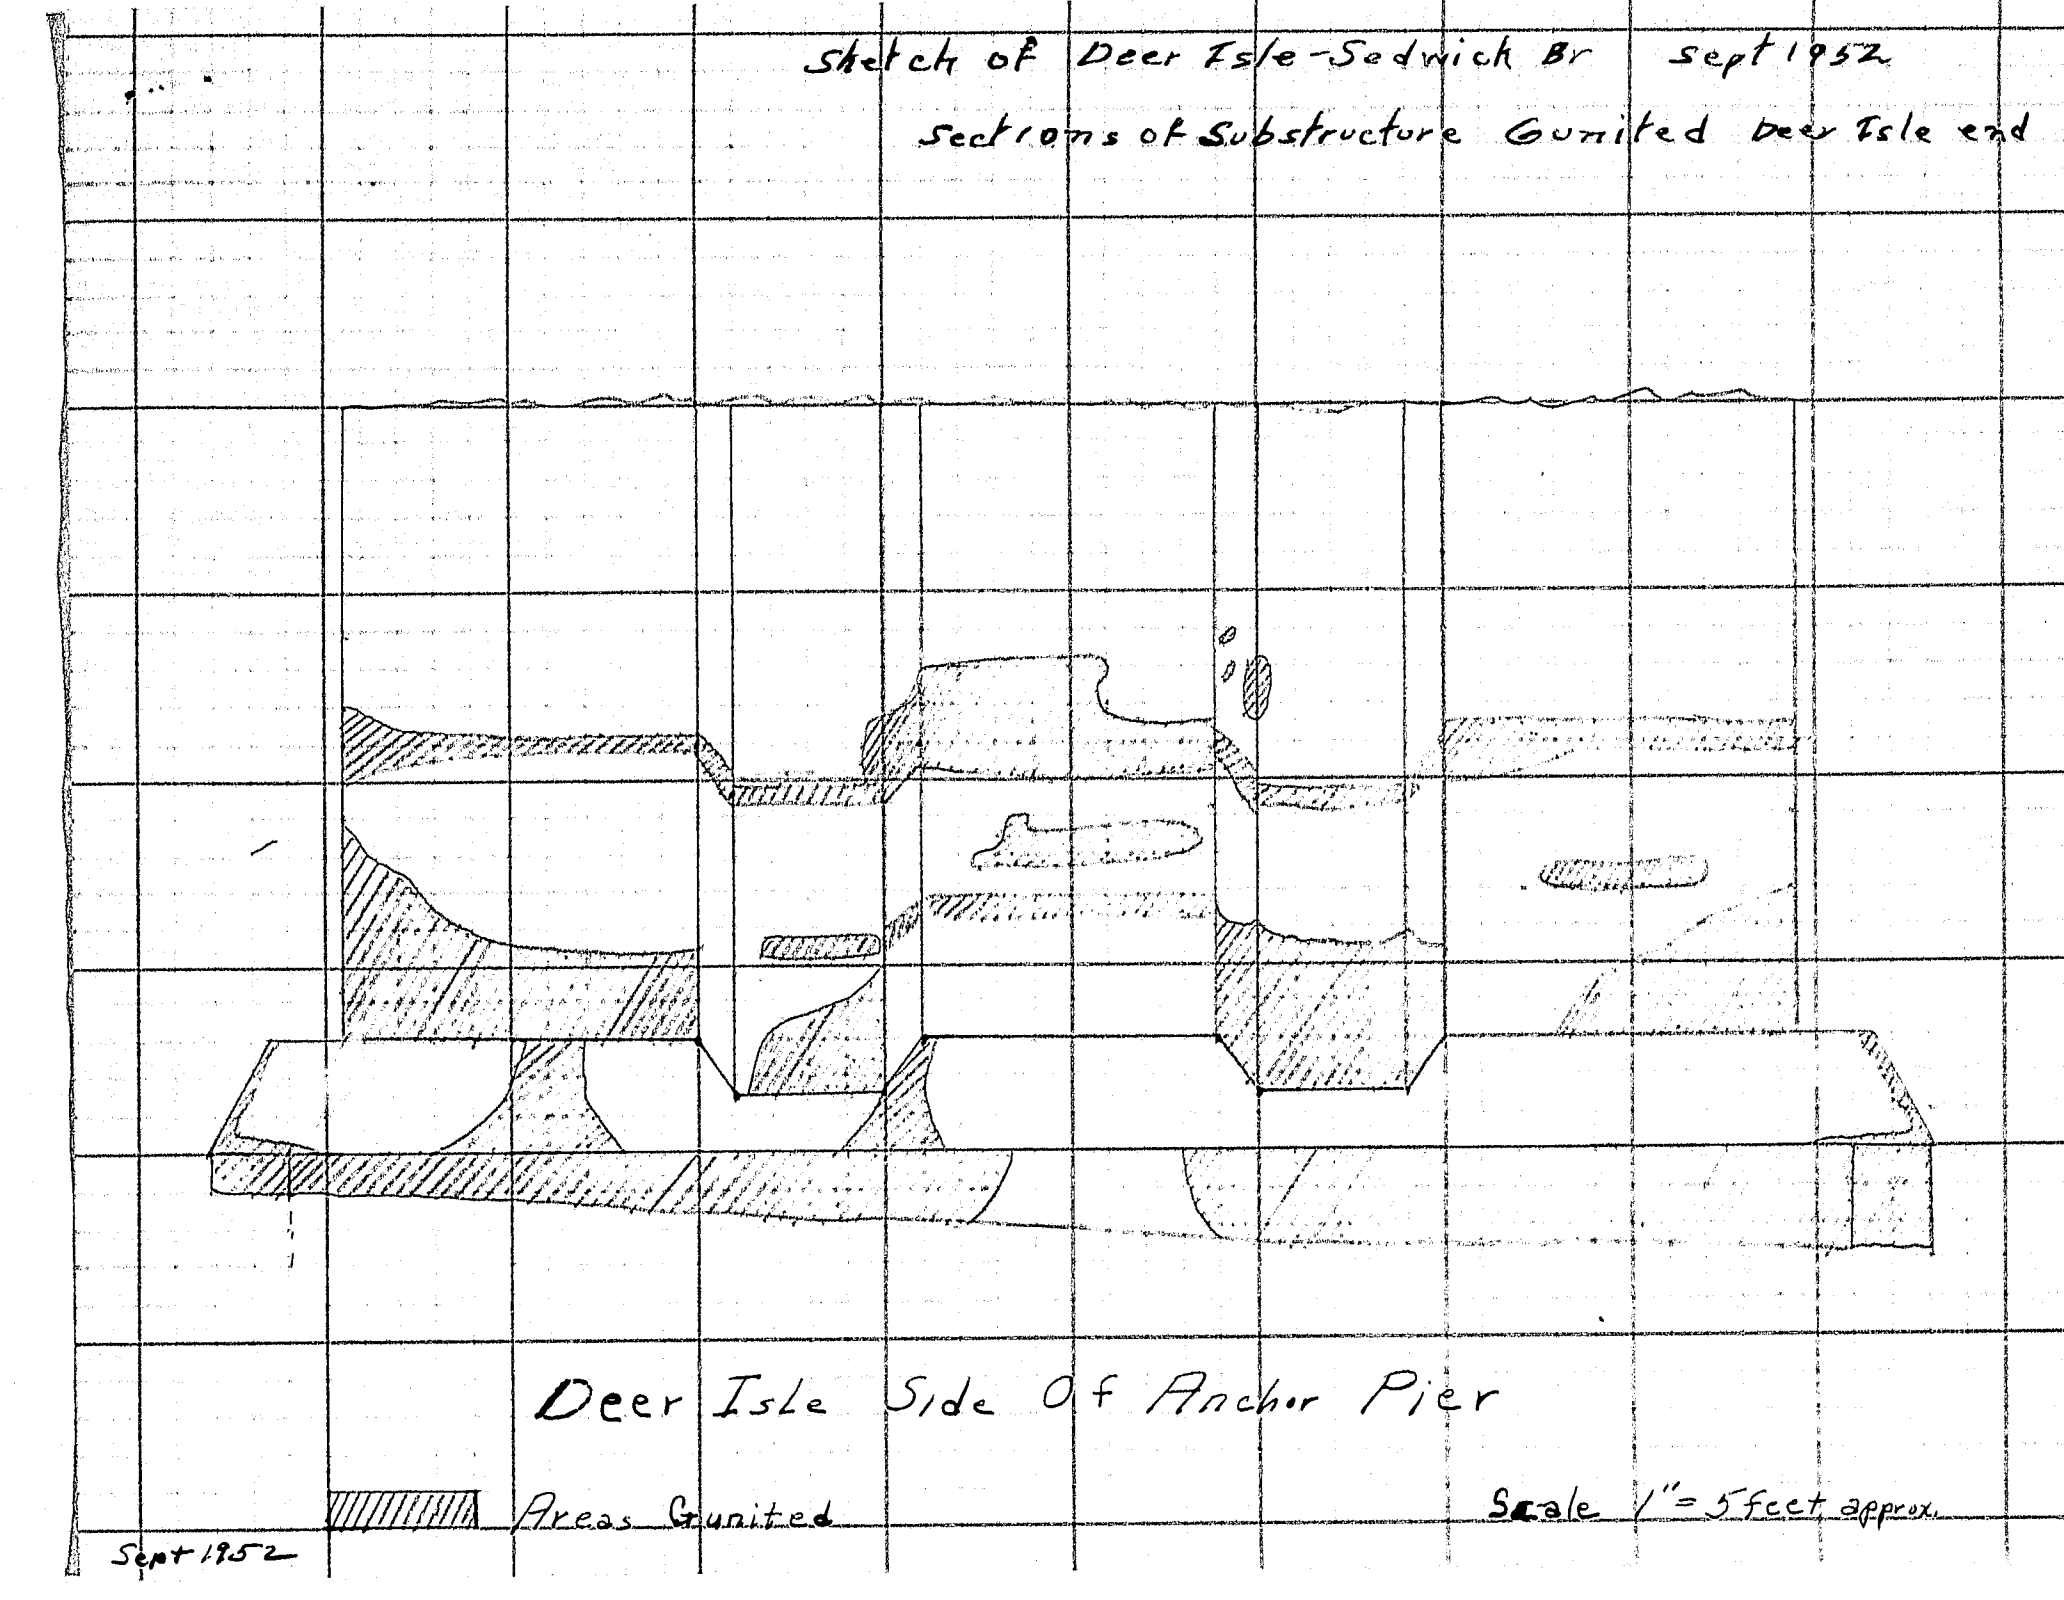 Sketch of Deer Isle-Sedwick Br Sept 1952
Sections of Substructure Gunited Deer Isle end
Deer Isle Side Of Anchor Pier
Areas Gunited
Scale 1"= 5 feet approx.
Sept 1952